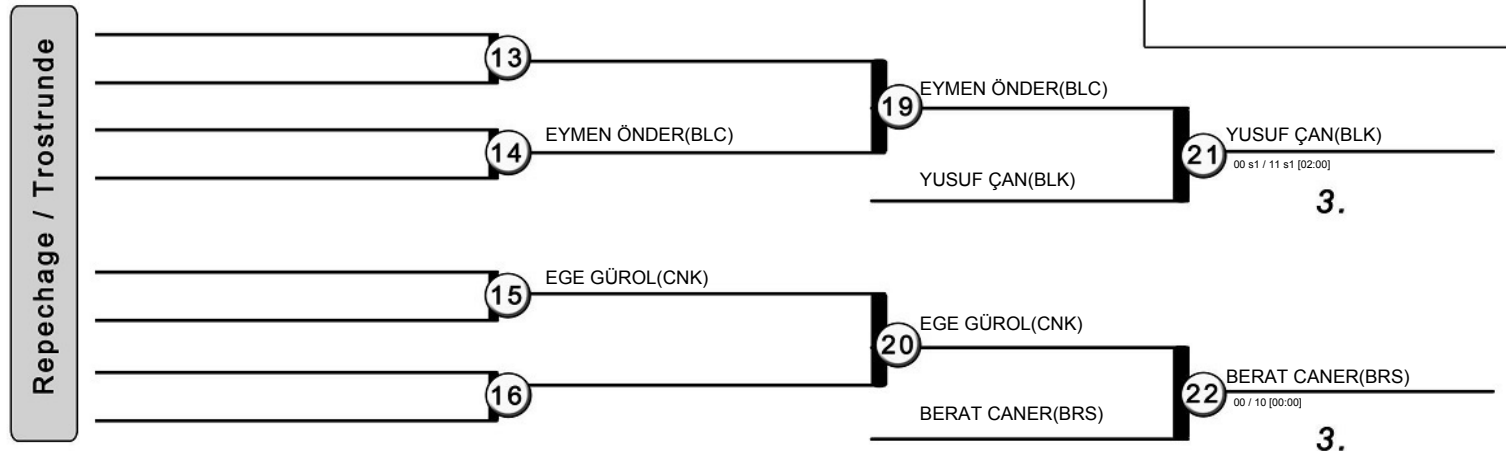 Repechage / Trostrunde
13
14
EYMEN ÖNDER(BLC)
19
EYMEN ÖNDER(BLC)
YUSUF ÇAN(BLK)
21
YUSUF ÇAN(BLK)
00 s1 / 11 s1 [02:00]
3.
15
EGE GÜROL(CNK)
16
20
EGE GÜROL(CNK)
BERAT CANER(BRS)
22
BERAT CANER(BRS)
00 / 10 [00:00]
3.